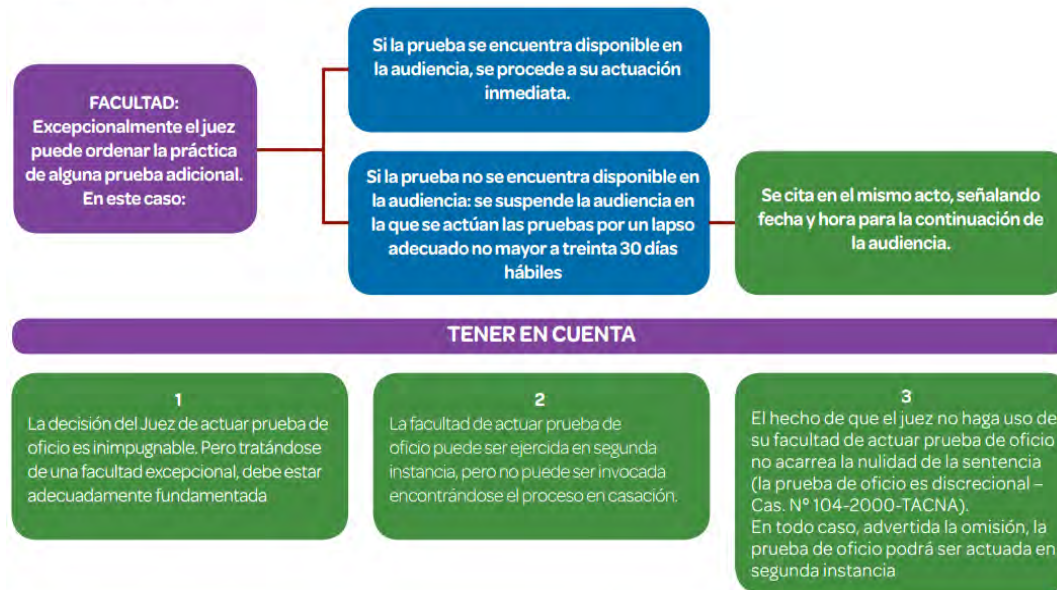 FACULTAD:
Excepcionalmente el juez
puede ordenar la práctica
de alguna prueba adicional.
En este caso:
Si la prueba se encuentra disponible en
la audiencia, se procede a su actuación
inmediata.
Si la prueba no se encuentra disponible en
la audiencia: se suspende la audiencia en
la que se actúan las pruebas por un lapso
adecuado no mayor a treinta 30 días
hábiles
Se cita en el mismo acto, señalando
fecha y hora para la continuación de
la audiencia.
TENER EN CUENTA
1
La decisión del Juez de actuar prueba de
oficio es inimpugnable. Pero tratándose
de una facultad excepcional, debe estar
adecuadamente fundamentada
2
La facultad de actuar prueba de
oficio puede ser ejercida en segunda
instancia, pero no puede ser invocada
encontrándose el proceso en casación.
3
El hecho de que el juez no haga uso de
su facultad de actuar prueba de oficio
no acarrea la nulidad de la sentencia
(la prueba de oficio es discrecional –
Cas. Nº 104-2000-TACNA).
En todo caso, advertida la omisión, la
prueba de oficio podrá ser actuada en
segunda instancia